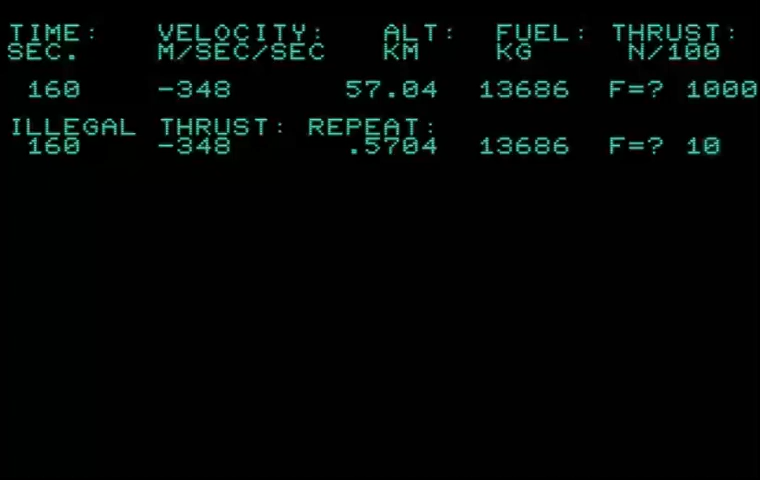 TIME: VELOCITY: ALT: FUEL: THRUST:
SEC. M/SEC/SEC KM KG N/100
160 -348 57.04 13686 F=? 1000
ILLEGAL THRUST: REPEAT:
160 -348 .5704 13686 F=? 10